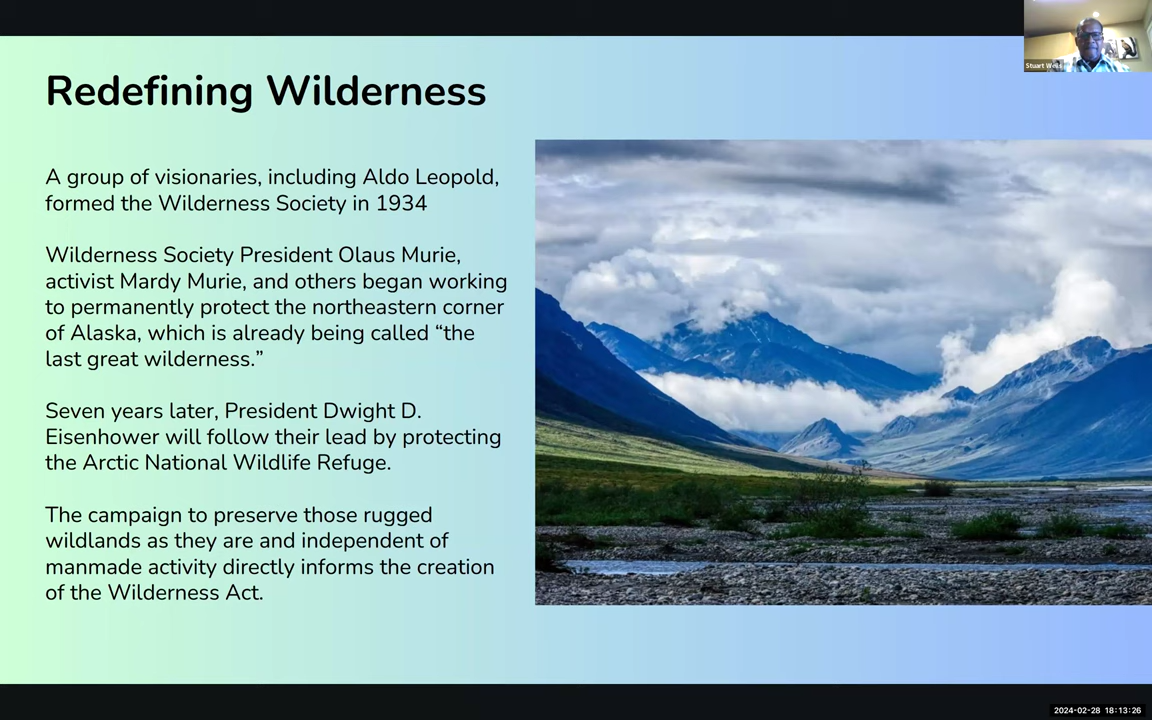 Redefining Wilderness
A group of visionaries, including Aldo Leopold,
formed the Wilderness Society in 1934
Wilderness Society President Olaus Murie,
activist Mardy Murie, and others began working
to permanently protect the northeastern corner
of Alaska, which is already being called “the
last great wilderness.”
Seven years later, President Dwight D.
Eisenhower will follow their lead by protecting
the Arctic National Wildlife Refuge.
The campaign to preserve those rugged
wildlands as they are and independent of
manmade activity directly informs the creation
of the Wilderness Act.
Stuart
2024-02-28 18:13:26